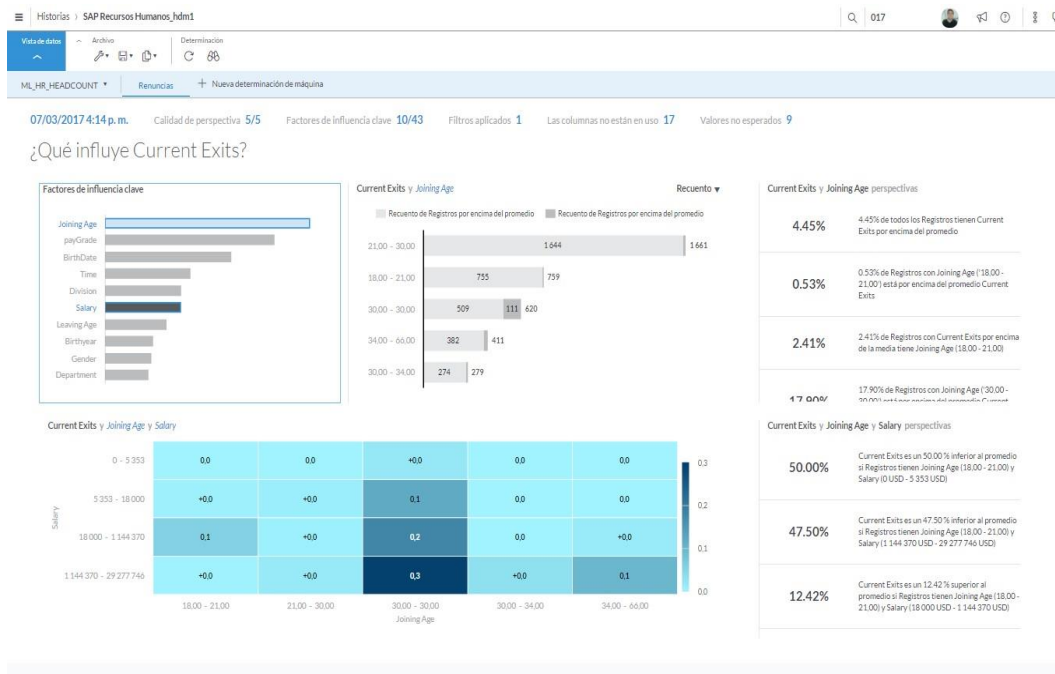 Historias › SAP Recursos Humanos_hdm1
017
Vista de datos
Archivo
Determinación
ML_HR_HEADCOUNT
Renuncias
+ Nueva determinación de máquina
07/03/2017 4:14 p. m. Calidad de perspectiva 5/5 Factores de influencia clave 10/43 Filtros aplicados 1 Las columnas no están en uso 17 Valores no esperados 9
¿Qué influye Current Exits?
Factores de influencia clave
Joining Age
payGrade
BirthDate
Time
Division
Salary
Leaving Age
Birthyear
Gender
Department
Current Exits y Joining Age
Recuento ▾
Recuento de Registros por encima del promedio Recuento de Registros por encima del promedio
21,00 - 30,00 1 644 1 661
18,00 - 21,00 755 759
30,00 - 30,00 509 111 620
34,00 - 66,00 382 411
30,00 - 34,00 274 279
Current Exits y Joining Age perspectivas
4.45%
4.45% de todos los Registros tienen Current
Exits por encima del promedio
0.53%
0.53% de Registros con Joining Age ('18,00 -
21,00') está por encima del promedio Current
Exits
2.41%
2.41% de Registros con Current Exits por encima
de la media tiene Joining Age (18,00 - 21,00)
17.90%
17.90% de Registros con Joining Age ('30,00 -
30,00') está por encima del promedio Current
Current Exits y Joining Age y Salary
Salary
0 - 5 353 0,0 0,0 +0,0 0,0 0,0
5 353 - 18 000 +0,0 +0,0 0,1 0,0 0,0
18 000 - 1 144 370 0,1 +0,0 0,2 0,0 +0,0
1 144 370 - 29 277 746 +0,0 +0,0 0,3 +0,0 0,1
18,00 - 21,00 21,00 - 30,00 30,00 - 30,00 30,00 - 34,00 34,00 - 66,00
Joining Age
0,3
0,2
0,1
0,0
Current Exits y Joining Age y Salary perspectivas
50.00%
Current Exits es un 50.00 % inferior al promedio
si Registros tienen Joining Age (18,00 - 21,00) y
Salary (0 USD - 5 353 USD)
47.50%
Current Exits es un 47.50 % inferior al promedio
si Registros tienen Joining Age (18,00 - 21,00) y
Salary (1 144 370 USD - 29 277 746 USD)
12.42%
Current Exits es un 12.42 % superior al
promedio si Registros tienen Joining Age (18,00 -
21,00) y Salary (18 000 USD - 1 144 370 USD)